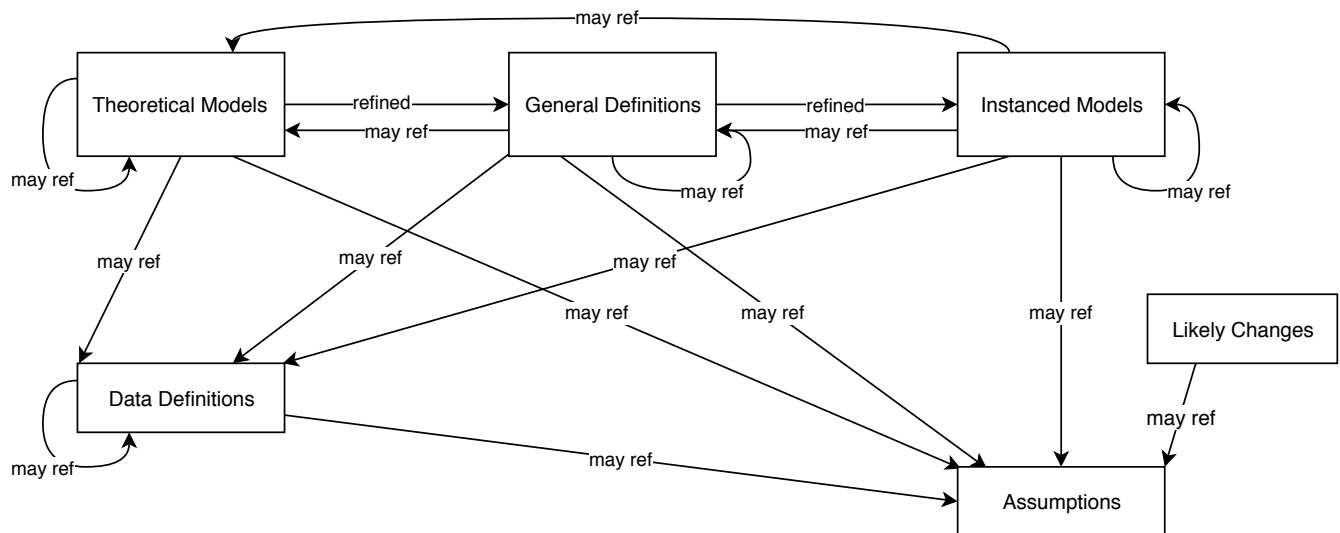 may ref
Theoretical Models
refined
General Definitions
refined
Instanced Models
may ref
may ref
may ref
may ref
may ref
may ref
may ref
may ref
may ref
may ref
may ref
Likely Changes
Data Definitions
may ref
may ref
may ref
Assumptions